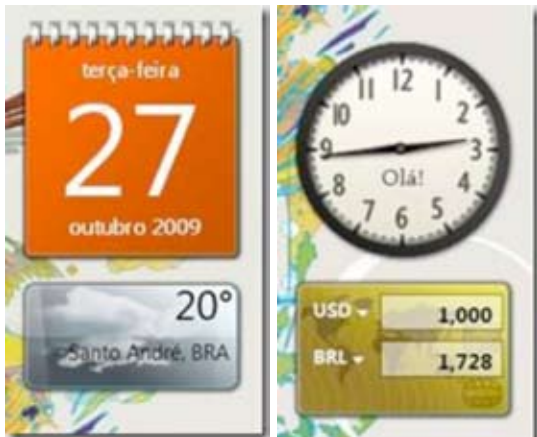 terça-feira
27
outubro 2009
20°
Santo André, BRA
12
11 1
10 2
9 3
Olá!
8 4
7 5
6
USD 1,000
BRL 1,728